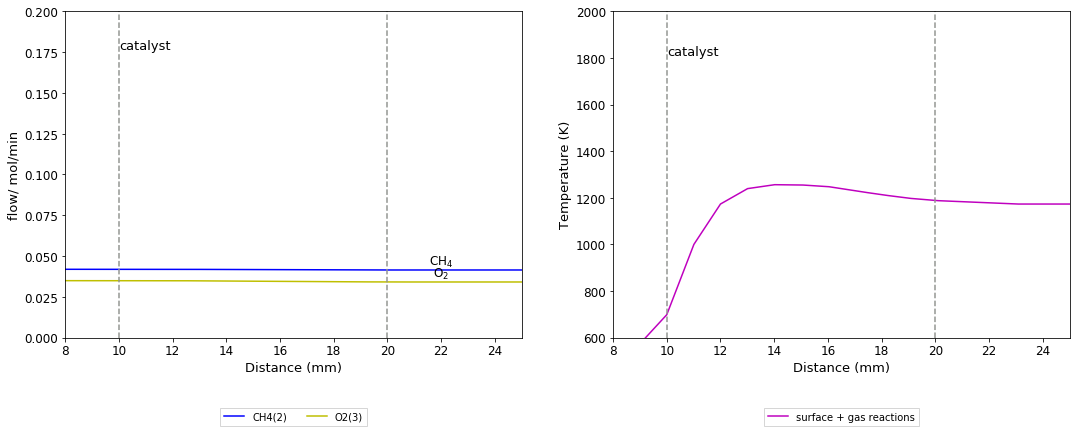 0.200
0.175
0.150
0.125
0.100
0.075
0.050
0.025
0.000
flow/ mol/min
catalyst
CH4
O2
8 10 12 14 16 18 20 22 24
Distance (mm)
CH4(2) O2(3)
2000
1800
1600
1400
1200
1000
800
600
Temperature (K)
catalyst
8 10 12 14 16 18 20 22 24
Distance (mm)
surface + gas reactions